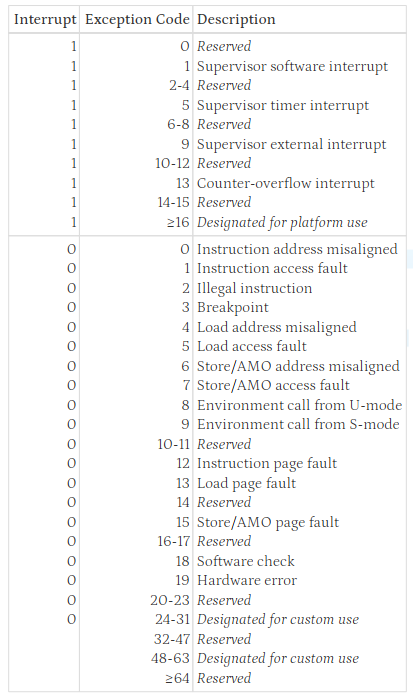 Interrupt Exception Code Description
1 0 Reserved
1 1 Supervisor software interrupt
1 2-4 Reserved
1 5 Supervisor timer interrupt
1 6-8 Reserved
1 9 Supervisor external interrupt
1 10-12 Reserved
1 13 Counter-overflow interrupt
1 14-15 Reserved
1 ≥16 Designated for platform use
0 0 Instruction address misaligned
0 1 Instruction access fault
0 2 Illegal instruction
0 3 Breakpoint
0 4 Load address misaligned
0 5 Load access fault
0 6 Store/AMO address misaligned
0 7 Store/AMO access fault
0 8 Environment call from U-mode
0 9 Environment call from S-mode
0 10-11 Reserved
0 12 Instruction page fault
0 13 Load page fault
0 14 Reserved
0 15 Store/AMO page fault
0 16-17 Reserved
0 18 Software check
0 19 Hardware error
0 20-23 Reserved
0 24-31 Designated for custom use
32-47 Reserved
48-63 Designated for custom use
≥64 Reserved